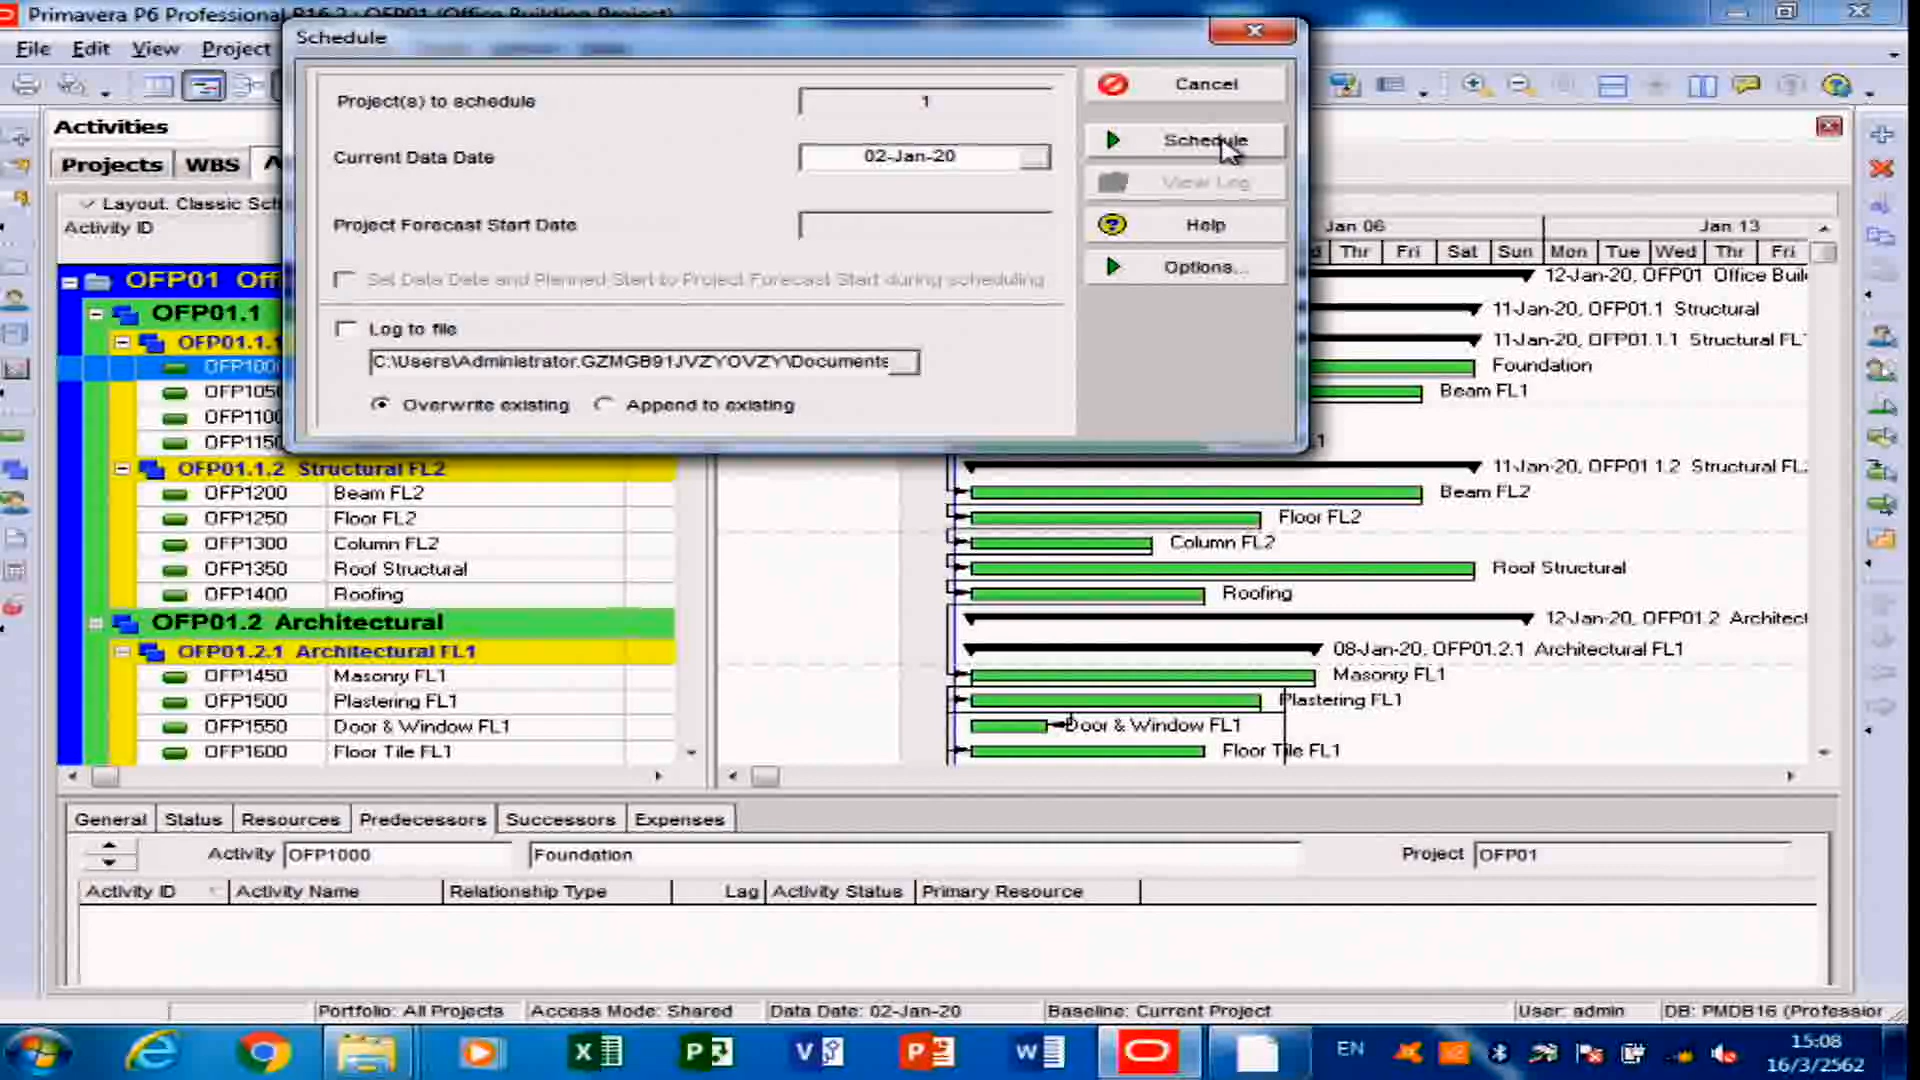 Primavera P6 Professional R16.2 : OFP01 (Office Building Project)
File Edit View Project
Schedule
Project(s) to schedule 1
Current Data Date 02-Jan-20
Project Forecast Start Date
Set Data Date and Planned Start to Project Forecast Start during scheduling
Log to file
C:\Users\Administrator.GZMGB91JVZYOVZY\Documents
Overwrite existing Append to existing
Cancel
Schedule
View Log
Help
Options...
Activities
Projects WBS
Layout: Classic Sch
Activity ID
Jan 06 Jan 13
Thr Fri Sat Sun Mon Tue Wed Thr Fri
OFP01 Offi
12-Jan-20, OFP01 Office Buil
OFP01.1
11-Jan-20, OFP01.1 Structural
OFP01.1.1
11-Jan-20, OFP01.1.1 Structural FL
OFP100
Foundation
OFP105
Beam FL1
OFP110
OFP115
OFP01.1.2 Structural FL2
11-Jan-20, OFP01.1.2 Structural FL
OFP1200 Beam FL2
Beam FL2
OFP1250 Floor FL2
Floor FL2
OFP1300 Column FL2
Column FL2
OFP1350 Roof Structural
Roof Structural
OFP1400 Roofing
Roofing
OFP01.2 Architectural
12-Jan-20, OFP01.2 Architect
OFP01.2.1 Architectural FL1
08-Jan-20, OFP01.2.1 Architectural FL1
OFP1450 Masonry FL1
Masonry FL1
OFP1500 Plastering FL1
Plastering FL1
OFP1550 Door & Window FL1
Door & Window FL1
OFP1600 Floor Tile FL1
Floor Tile FL1
General Status Resources Predecessors Successors Expenses
Activity OFP1000 Foundation Project OFP01
Activity ID Activity Name Relationship Type Lag Activity Status Primary Resource
Portfolio: All Projects Access Mode: Shared Data Date: 02-Jan-20 Baseline: Current Project User: admin DB: PMDB16 (Professior
EN
15:08
16/3/2562